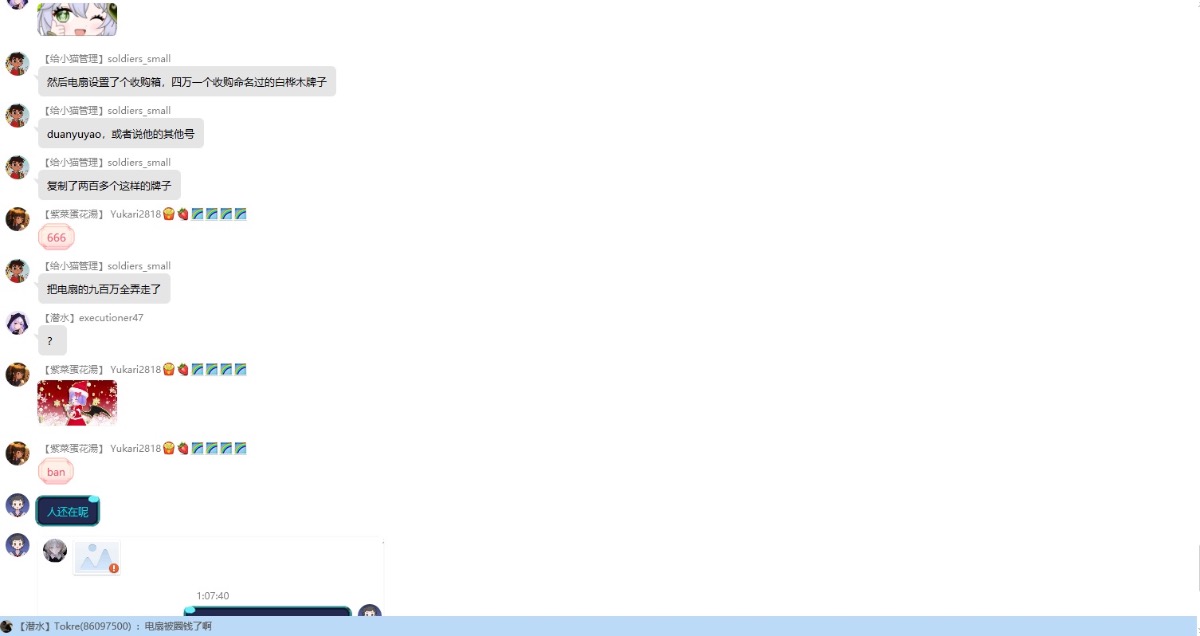 【给小猫管理】soldiers_small
然后电扇设置了个收购箱，四万一个收购命名过的白桦木牌子
【给小猫管理】soldiers_small
duanyuyao，或者说他的其他号
【给小猫管理】soldiers_small
复制了两百多个这样的牌子
【紫菜蛋花湯】 Yukari2818🍟🍓
666
【给小猫管理】soldiers_small
把电扇的九百万全弄走了
【潜水】executioner47
?
【紫菜蛋花湯】 Yukari2818🍟🍓
【紫菜蛋花湯】 Yukari2818🍟🍓
ban
人还在呢
1:07:40
【潜水】Tokre(86097500) ：电扇被圈钱了啊